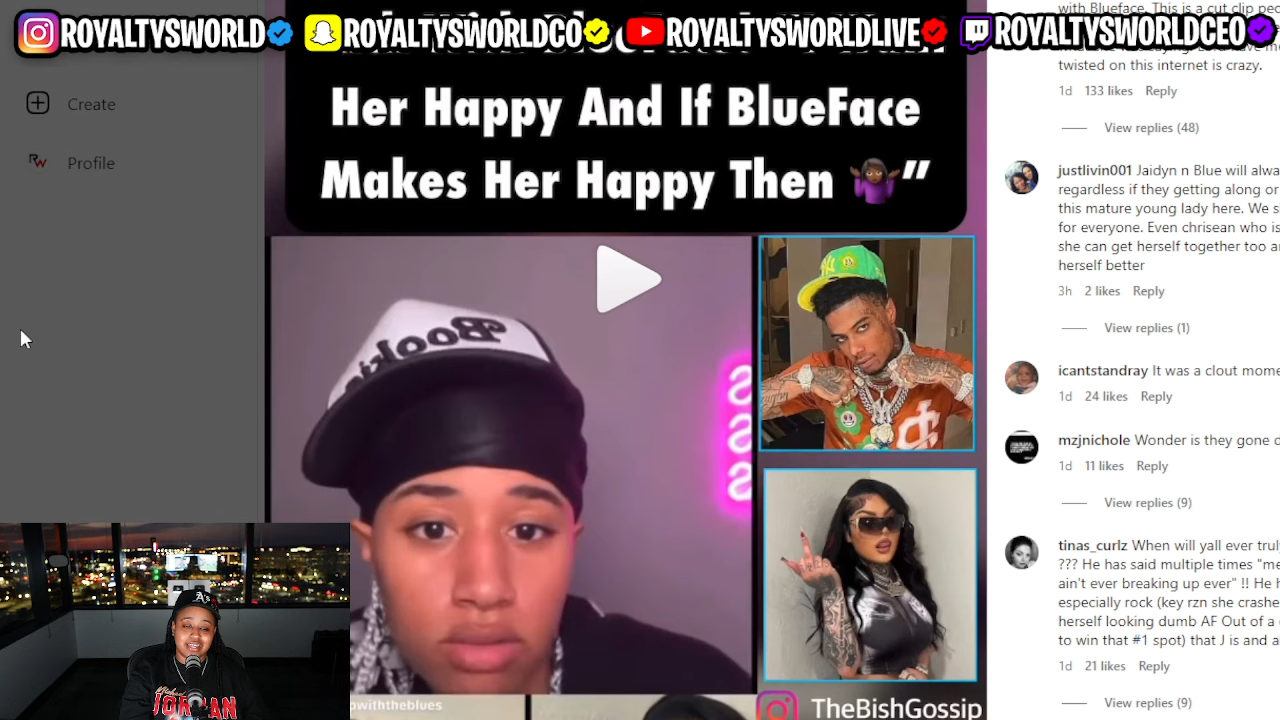 ROYALTYSWORLD ROYALTYSWORLDCO ROYALTYSWORLDLIVE ROYALTYSWORLDCEO
Create
Profile
Her Happy And If BlueFace
Makes Her Happy Then 🤷🏾‍♀️”
Bookie
TheBishGossip
with Blueface. This is a cut clip
twisted on this internet is crazy.
1d 133 likes Reply
View replies (48)
justlivin001 Jaidyn n Blue will
regardless if they getting along or
this mature young lady here. We
for everyone. Even chrisean who is
she can get herself together too
herself better
3h 2 likes Reply
View replies (1)
icantstandray It was a clout
1d 24 likes Reply
mzjnichole Wonder is they gone
1d 11 likes Reply
View replies (9)
tinas_curlz When will yall ever
??? He has said multiple times "me
ain't ever breaking up ever" !! He
especially rock (key rzn she
herself looking dumb AF Out of a
to win that #1 spot) that J is and
1d 21 likes Reply
View replies (9)